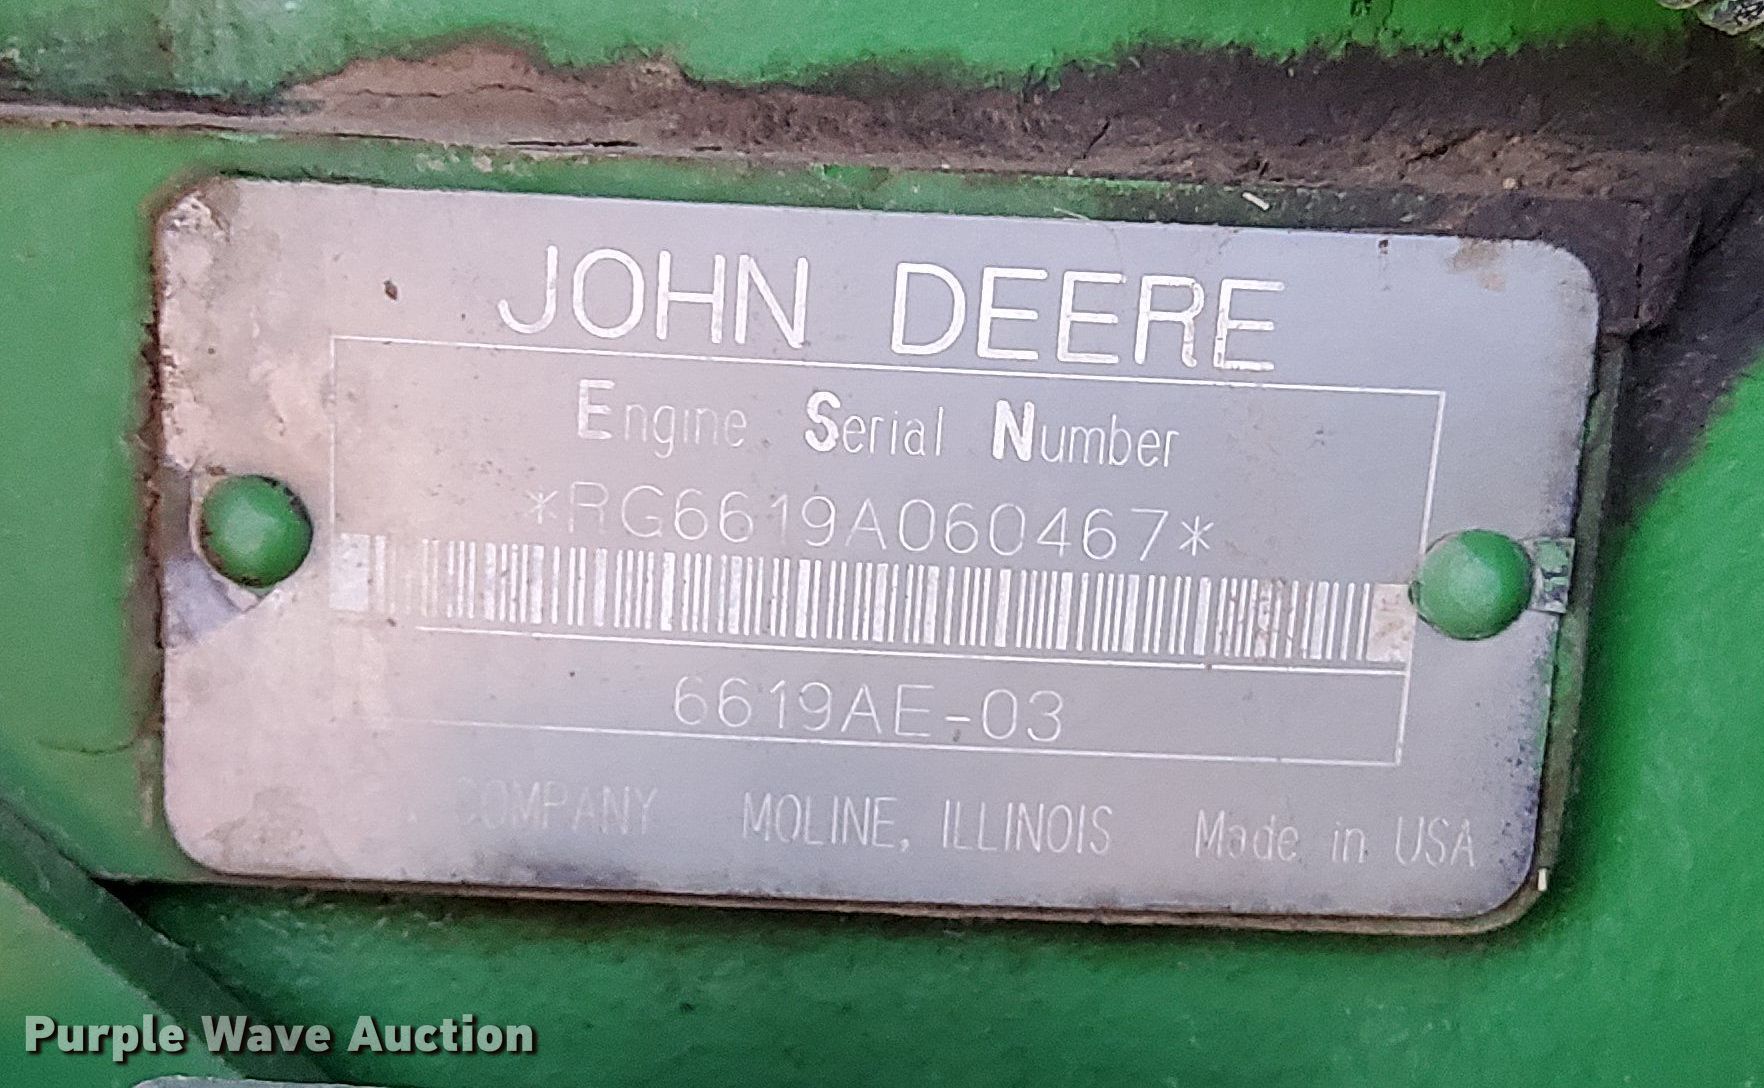 JOHN DEERE
Engine Serial Number
*RG6619A060467*
6619AE-03
COMPANY MOLINE, ILLINOIS Made in USA
Purple Wave Auction